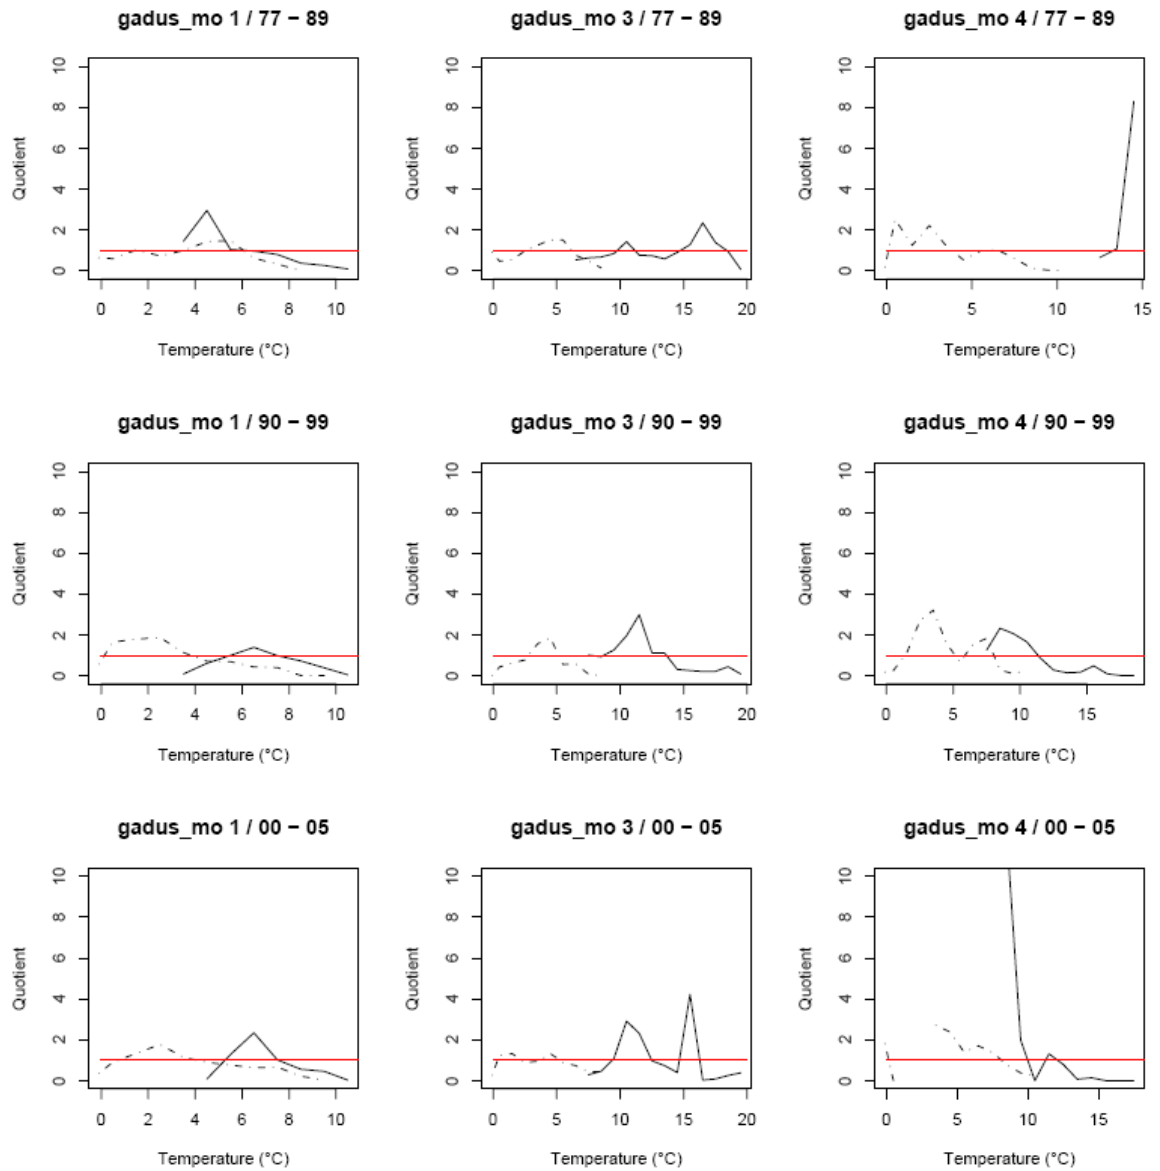 gadus_mo 1 / 77 − 89
gadus_mo 3 / 77 − 89
gadus_mo 4 / 77 − 89
Quotient
0 2 4 6 8 10
Quotient
0 2 4 6 8 10
Quotient
0 2 4 6 8 10
0 2 4 6 8 10
0 5 10 15 20
0 5 10 15
Temperature (°C)
Temperature (°C)
Temperature (°C)
gadus_mo 1 / 90 − 99
gadus_mo 3 / 90 − 99
gadus_mo 4 / 90 − 99
Quotient
0 2 4 6 8 10
Quotient
0 2 4 6 8 10
Quotient
0 2 4 6 8 10
0 2 4 6 8 10
0 5 10 15 20
0 5 10 15
Temperature (°C)
Temperature (°C)
Temperature (°C)
gadus_mo 1 / 00 − 05
gadus_mo 3 / 00 − 05
gadus_mo 4 / 00 − 05
Quotient
0 2 4 6 8 10
Quotient
0 2 4 6 8 10
Quotient
0 2 4 6 8 10
0 2 4 6 8 10
0 5 10 15 20
0 5 10 15
Temperature (°C)
Temperature (°C)
Temperature (°C)